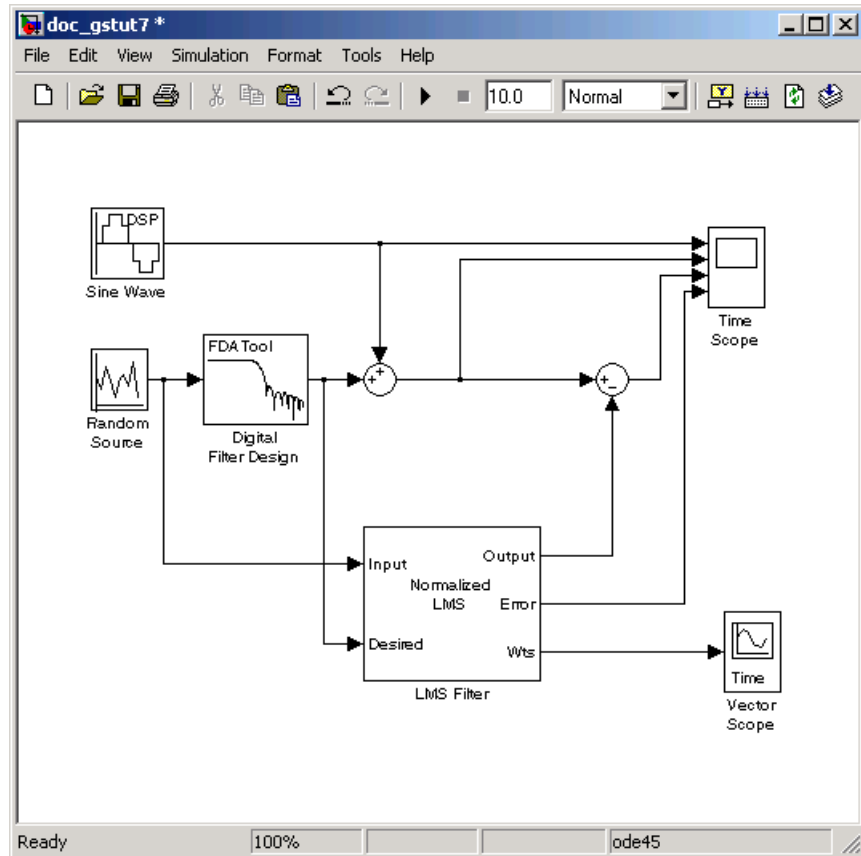 doc_gstut7 *
File Edit View Simulation Format Tools Help
10.0 Normal
DSP
Sine Wave
Time
Scope
FDATool
Random
Source
Digital
Filter Design
+ +
+ -
Input
Output
Normalized
LMS
Error
Desired
Wts
LMS Filter
Time
Vector
Scope
Ready 100% ode45